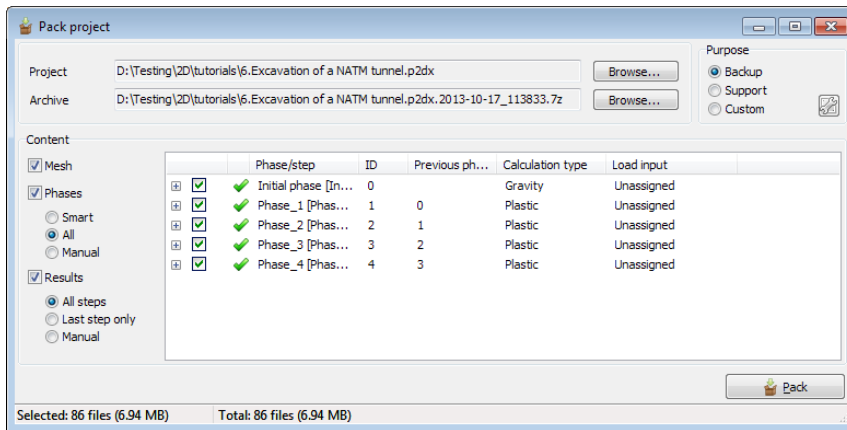 Pack project
Purpose
Project D:\Testing\2D\tutorials\6.Excavation of a NATM tunnel.p2dx Browse... Backup
Support
Archive D:\Testing\2D\tutorials\6.Excavation of a NATM tunnel.p2dx.2013-10-17_113833.7z Browse... Custom
Content
Mesh Phase/step ID Previous ph... Calculation type Load input
Initial phase [In... 0 Gravity Unassigned
Phases Phase_1 [Phas... 1 0 Plastic Unassigned
Smart Phase_2 [Phas... 2 1 Plastic Unassigned
All Phase_3 [Phas... 3 2 Plastic Unassigned
Manual Phase_4 [Phas... 4 3 Plastic Unassigned
Results
All steps
Last step only
Manual
Pack
Selected: 86 files (6.94 MB) Total: 86 files (6.94 MB)